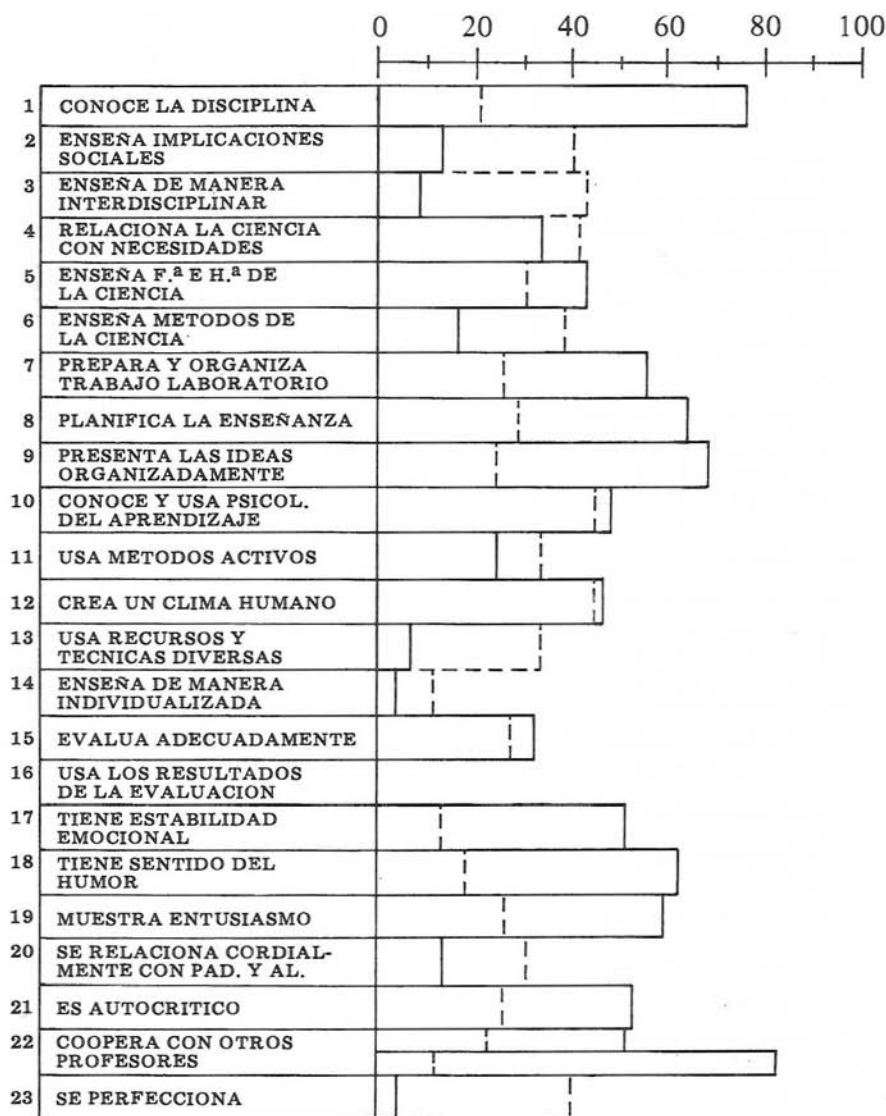 0 20 40 60 80 100
1 CONOCE LA DISCIPLINA
2 ENSEÑA IMPLICACIONES
SOCIALES
3 ENSEÑA DE MANERA
INTERDISCIPLINAR
4 RELACIONA LA CIENCIA
CON NECESIDADES
5 ENSEÑA F.ª E H.ª DE
LA CIENCIA
6 ENSEÑA METODOS DE
LA CIENCIA
7 PREPARA Y ORGANIZA
TRABAJO LABORATORIO
8 PLANIFICA LA ENSEÑANZA
9 PRESENTA LAS IDEAS
ORGANIZADAMENTE
10 CONOCE Y USA PSICOL.
DEL APRENDIZAJE
11 USA METODOS ACTIVOS
12 CREA UN CLIMA HUMANO
13 USA RECURSOS Y
TECNICAS DIVERSAS
14 ENSEÑA DE MANERA
INDIVIDUALIZADA
15 EVALUA ADECUADAMENTE
16 USA LOS RESULTADOS
DE LA EVALUACION
17 TIENE ESTABILIDAD
EMOCIONAL
18 TIENE SENTIDO DEL
HUMOR
19 MUESTRA ENTUSIASMO
20 SE RELACIONA CORDIAL-
MENTE CON PAD. Y AL.
21 ES AUTOCRITICO
22 COOPERA CON OTROS
PROFESORES
23 SE PERFECCIONA